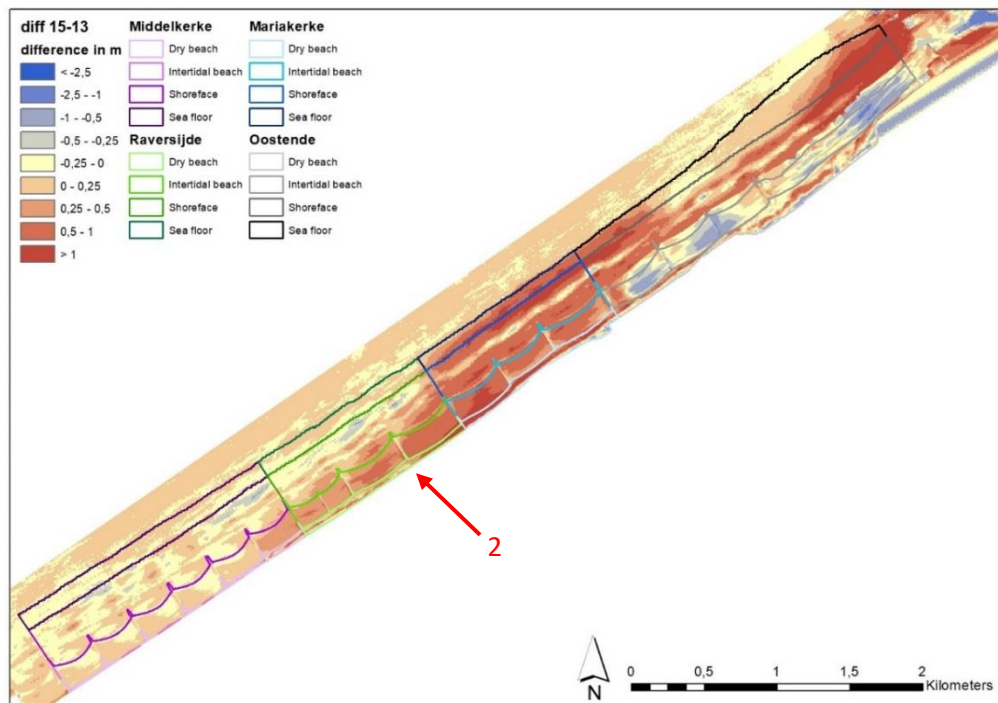 diff 15-13
difference in m
< -2,5
-2,5 - -1
-1 - -0,5
-0,5 - -0,25
-0,25 - 0
0 - 0,25
0,25 - 0,5
0,5 - 1
> 1
Middelkerke
Dry beach
Intertidal beach
Shoreface
Sea floor
Raversijde
Dry beach
Intertidal beach
Shoreface
Sea floor
Mariakerke
Dry beach
Intertidal beach
Shoreface
Sea floor
Oostende
Dry beach
Intertidal beach
Shoreface
Sea floor
2
N
0 0,5 1 1,5 2
Kilometers